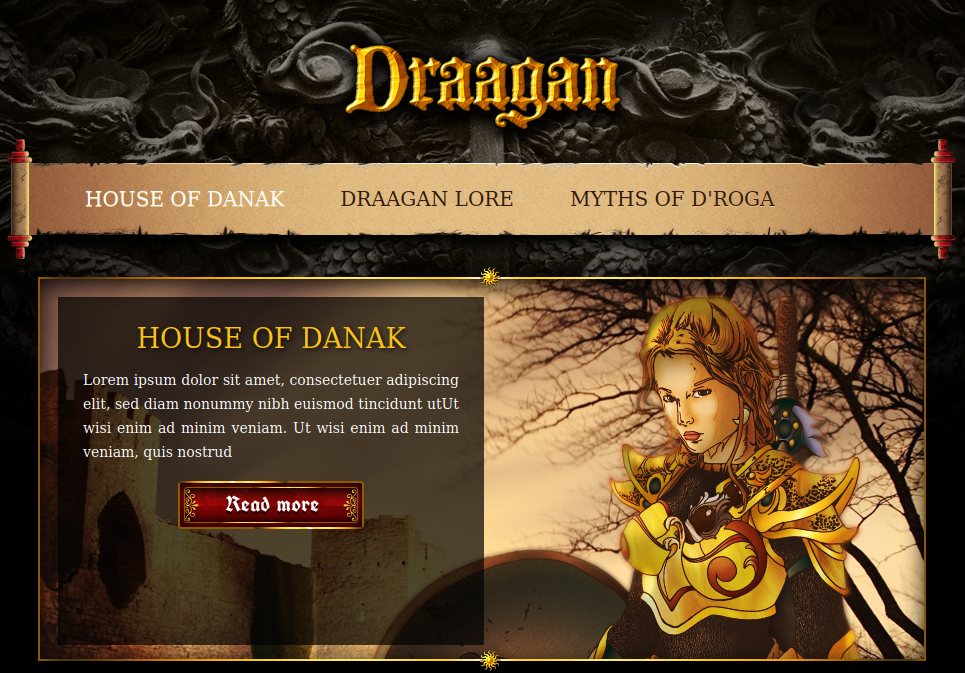 Draagan
HOUSE OF DANAK DRAAGAN LORE MYTHS OF D'ROGA
HOUSE OF DANAK
Lorem ipsum dolor sit amet, consectetuer adipiscing
elit, sed diam nonummy nibh euismod tincidunt utUt
wisi enim ad minim veniam. Ut wisi enim ad minim
veniam, quis nostrud
Read more